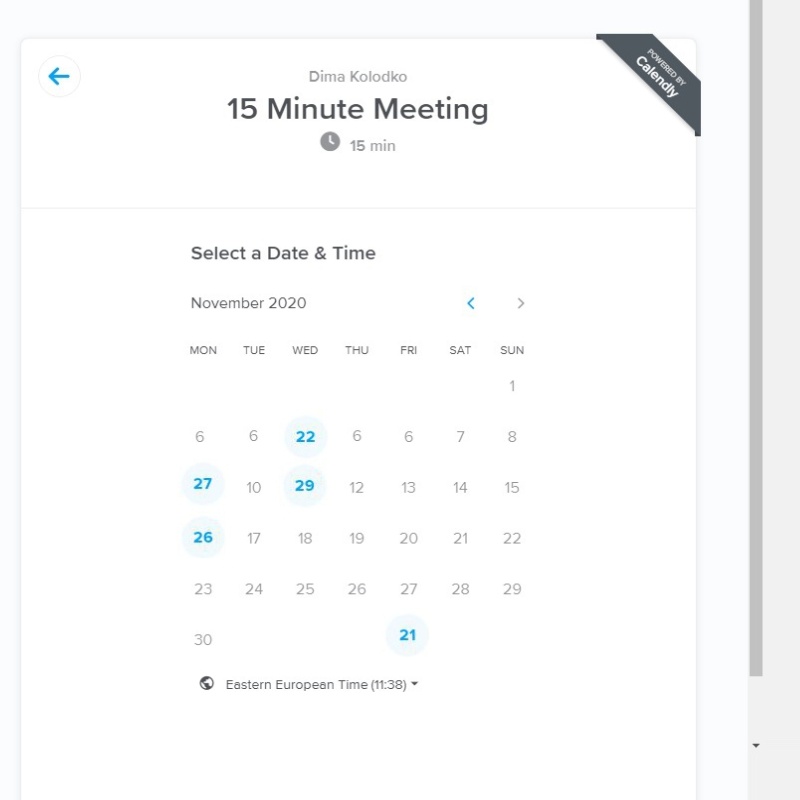 POWERED BY
Calendly
Dima Kolodko
15 Minute Meeting
15 min
Select a Date & Time
November 2020
MON TUE WED THU FRI SAT SUN
1
6 6 22 6 6 7 8
27 10 29 12 13 14 15
26 17 18 19 20 21 22
23 24 25 26 27 28 29
30 21
Eastern European Time (11:38)